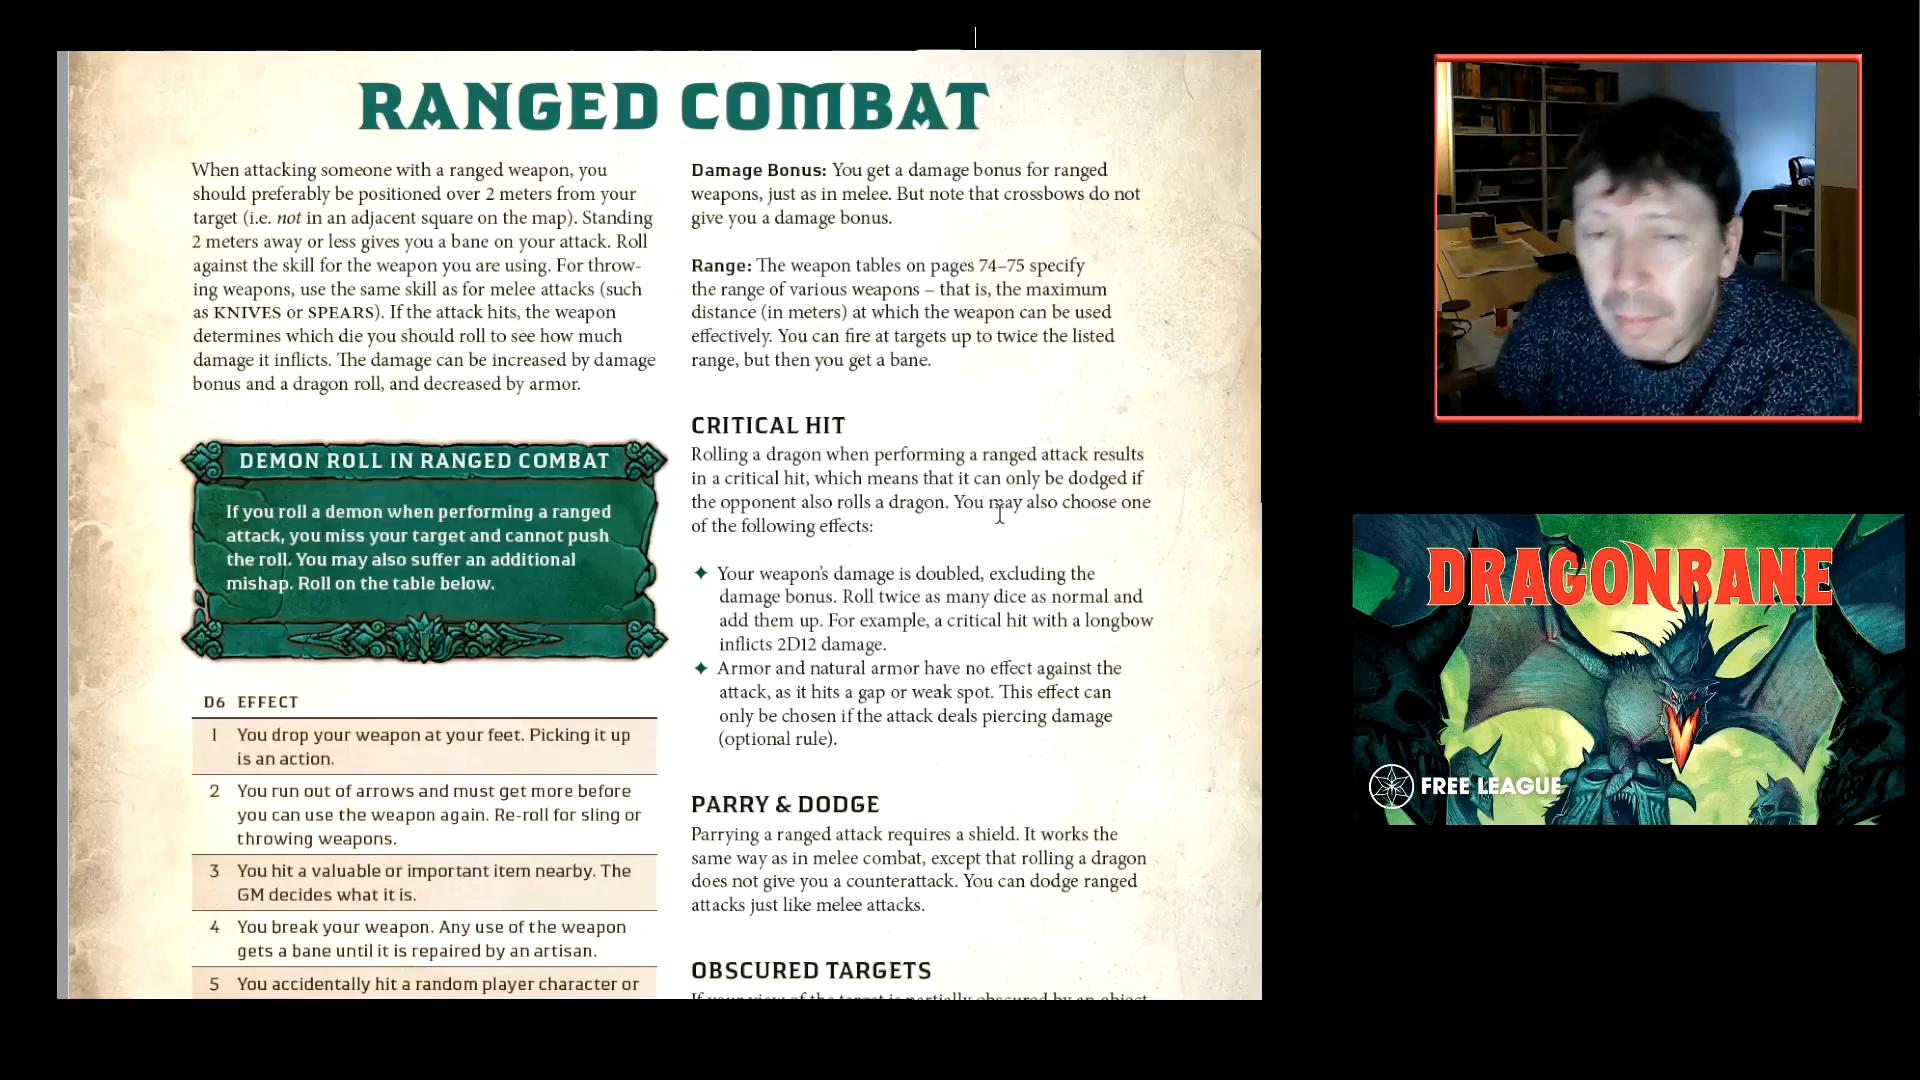 RANGED COMBAT
When attacking someone with a ranged weapon, you
should preferably be positioned over 2 meters from your
target (i.e. not in an adjacent square on the map). Standing
2 meters away or less gives you a bane on your attack. Roll
against the skill for the weapon you are using. For throw-
ing weapons, use the same skill as for melee attacks (such
as KNIVES or SPEARS). If the attack hits, the weapon
determines which die you should roll to see how much
damage it inflicts. The damage can be increased by damage
bonus and a dragon roll, and decreased by armor.
DEMON ROLL IN RANGED COMBAT
If you roll a demon when performing a ranged
attack, you miss your target and cannot push
the roll. You may also suffer an additional
mishap. Roll on the table below.
D6 EFFECT
1 You drop your weapon at your feet. Picking it up
is an action.
2 You run out of arrows and must get more before
you can use the weapon again. Re-roll for sling or
throwing weapons.
3 You hit a valuable or important item nearby. The
GM decides what it is.
4 You break your weapon. Any use of the weapon
gets a bane until it is repaired by an artisan.
5 You accidentally hit a random player character or
Damage Bonus: You get a damage bonus for ranged
weapons, just as in melee. But note that crossbows do not
give you a damage bonus.
Range: The weapon tables on pages 74–75 specify
the range of various weapons – that is, the maximum
distance (in meters) at which the weapon can be used
effectively. You can fire at targets up to twice the listed
range, but then you get a bane.
CRITICAL HIT
Rolling a dragon when performing a ranged attack results
in a critical hit, which means that it can only be dodged if
the opponent also rolls a dragon. You may also choose one
of the following effects:
✦ Your weapon's damage is doubled, excluding the
damage bonus. Roll twice as many dice as normal and
add them up. For example, a critical hit with a longbow
inflicts 2D12 damage.
✦ Armor and natural armor have no effect against the
attack, as it hits a gap or weak spot. This effect can
only be chosen if the attack deals piercing damage
(optional rule).
PARRY & DODGE
Parrying a ranged attack requires a shield. It works the
same way as in melee combat, except that rolling a dragon
does not give you a counterattack. You can dodge ranged
attacks just like melee attacks.
OBSCURED TARGETS
If your view of the target is partially obscured by an object
DRAGONBANE
FREE LEAGUE